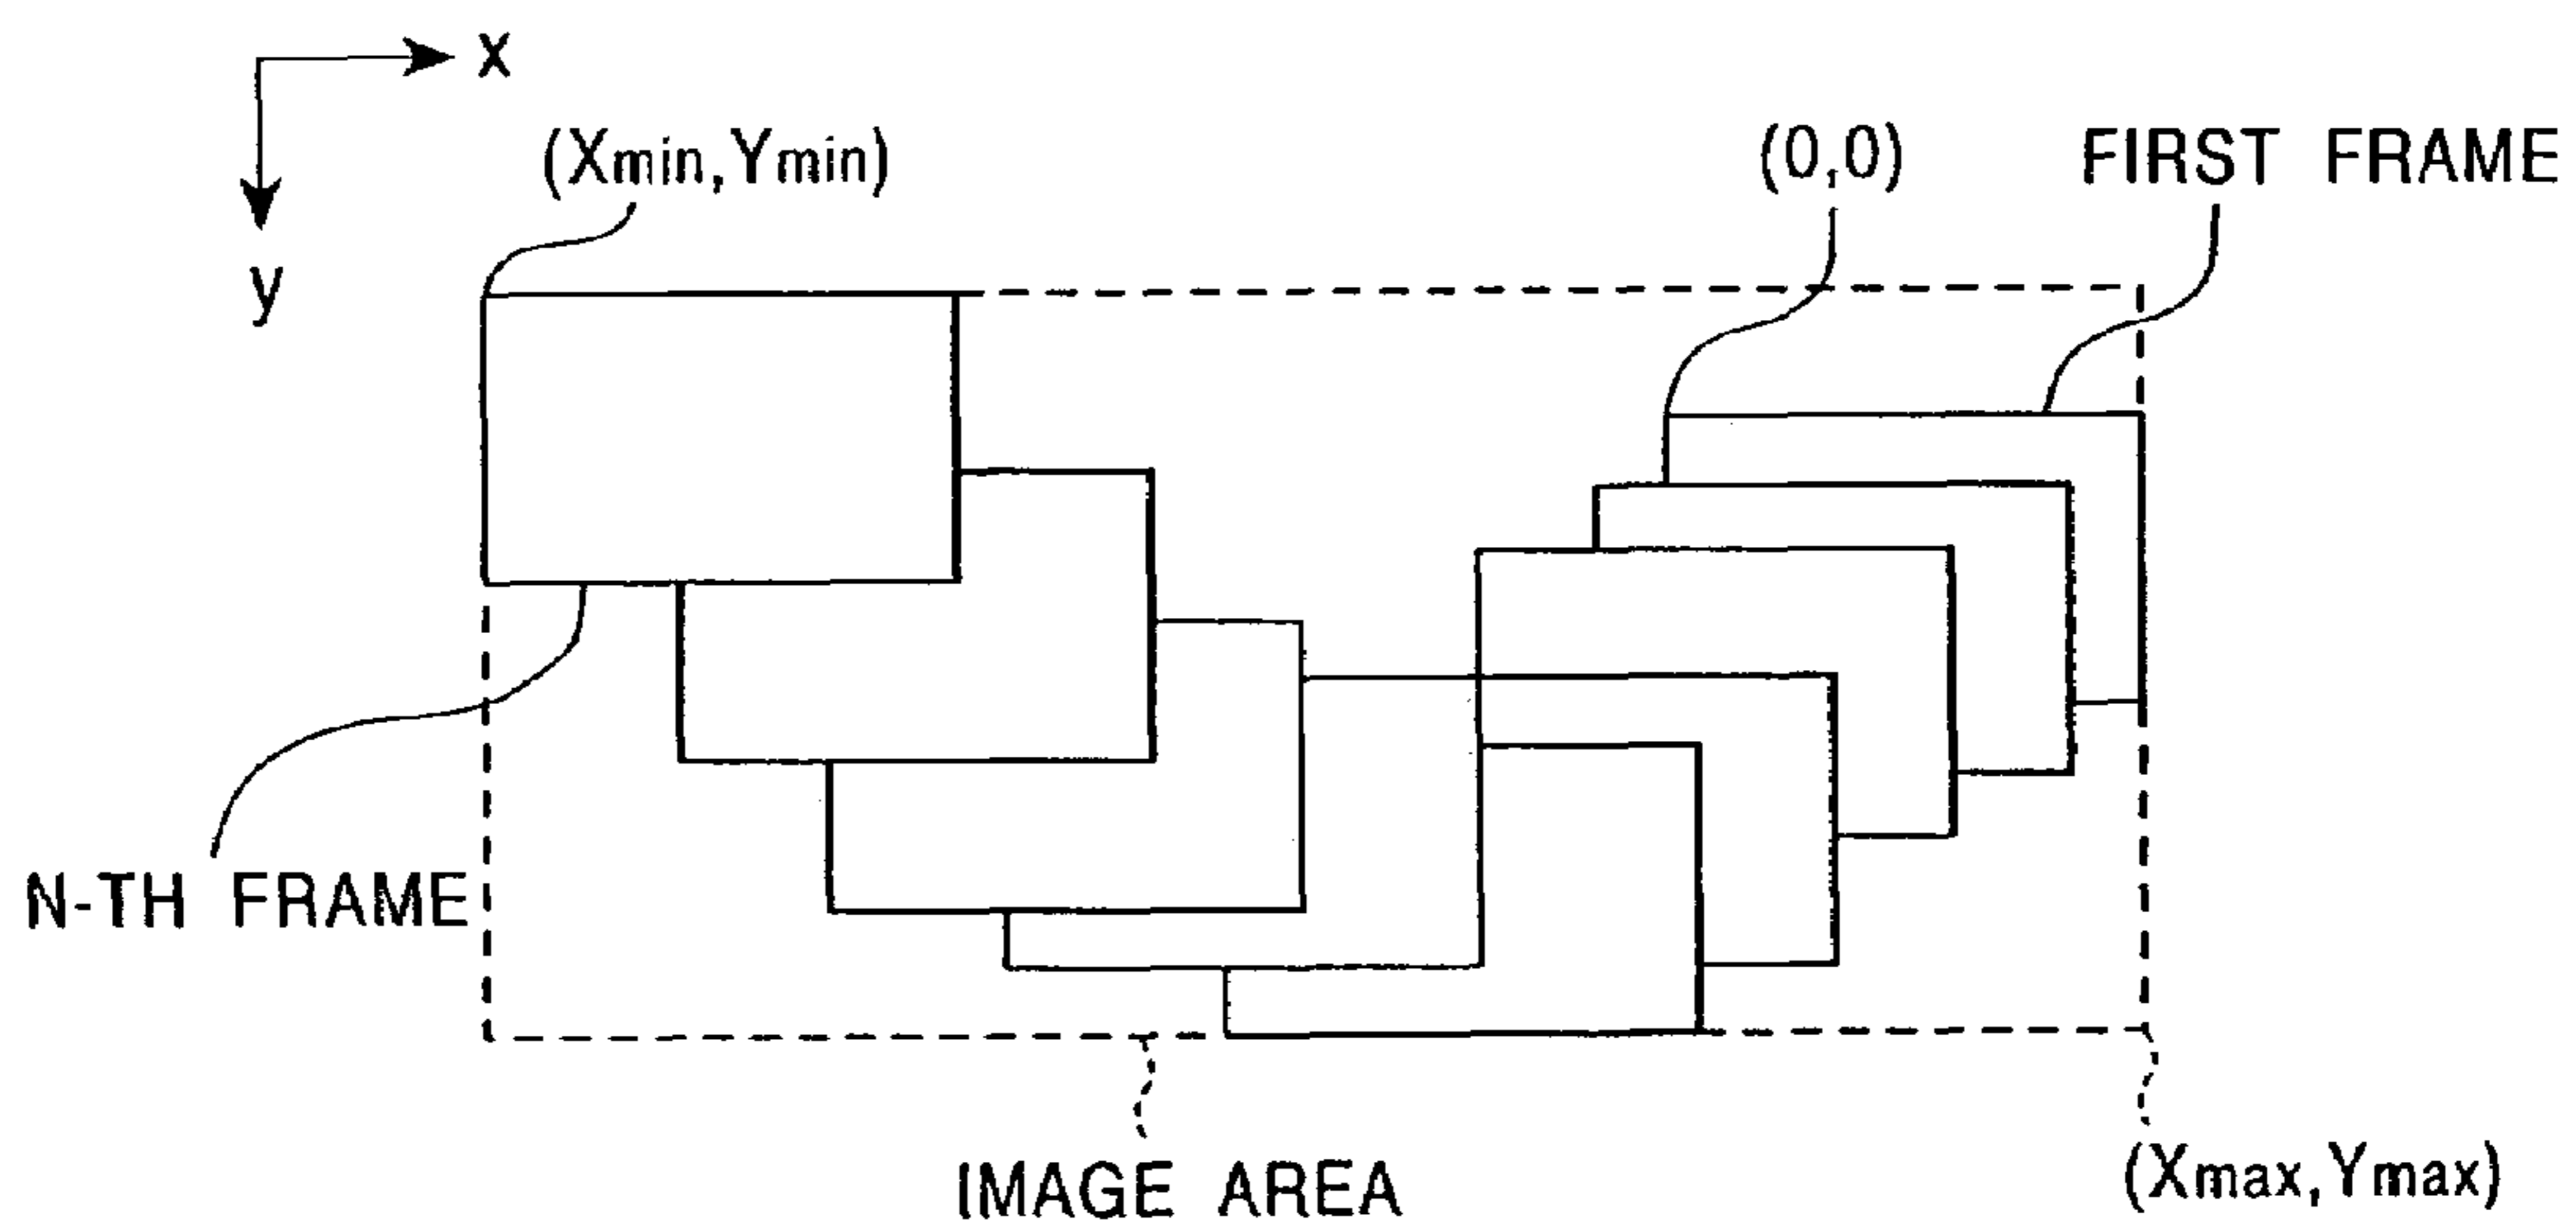 x
y
(Xmin,Ymin)
(0,0)
FIRST FRAME
N-TH FRAME
IMAGE AREA
(Xmax,Ymax)